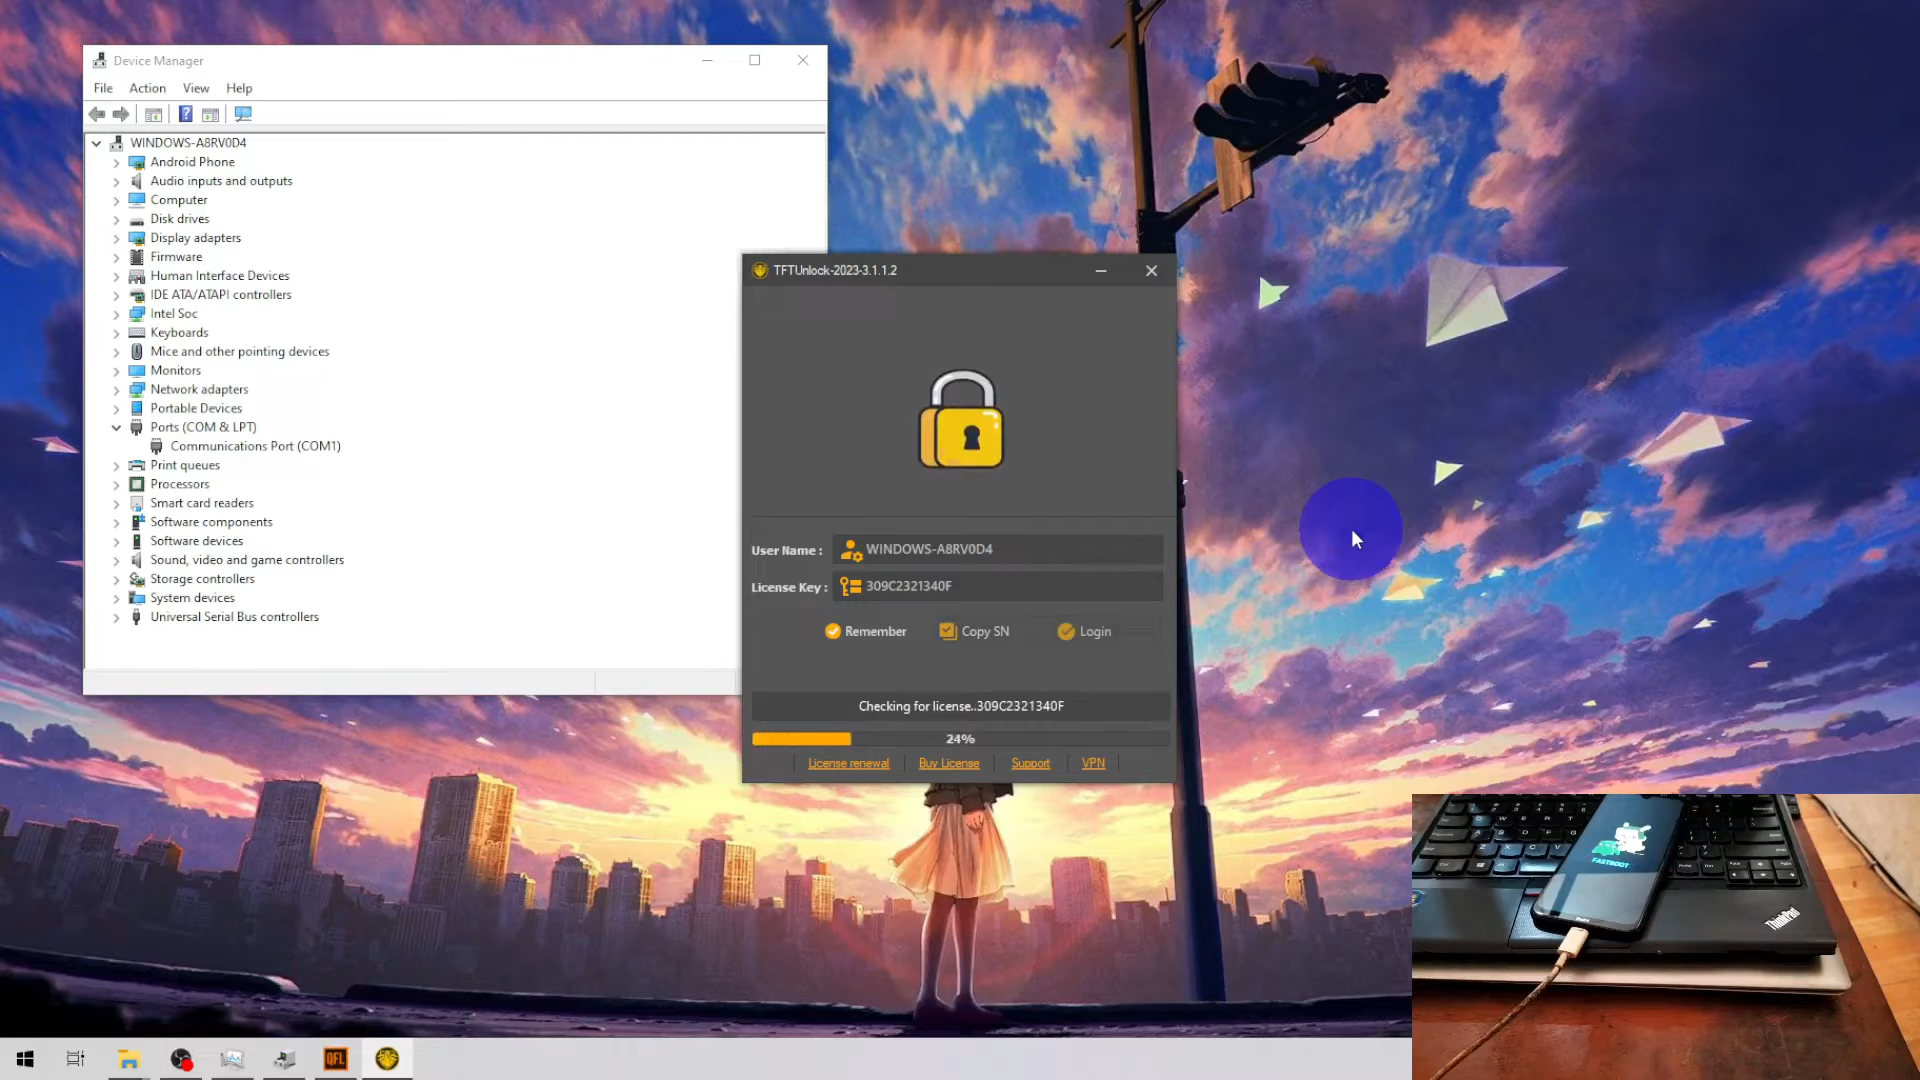 Device Manager
File Action View Help
WINDOWS-A8RV0D4
Android Phone
Audio inputs and outputs
Computer
Disk drives
Display adapters
Firmware
Human Interface Devices
IDE ATA/ATAPI controllers
Intel Soc
Keyboards
Mice and other pointing devices
Monitors
Network adapters
Portable Devices
Ports (COM & LPT)
Communications Port (COM1)
Print queues
Processors
Smart card readers
Software components
Software devices
Sound, video and game controllers
Storage controllers
System devices
Universal Serial Bus controllers
TFTUnlock-2023-3.1.1.2
User Name : WINDOWS-A8RV0D4
License Key : 309C2321340F
Remember Copy SN Login
Checking for license..309C2321340F
24%
License renewal Buy License Support VPN
FASTBOOT
ThinkPad
QFL